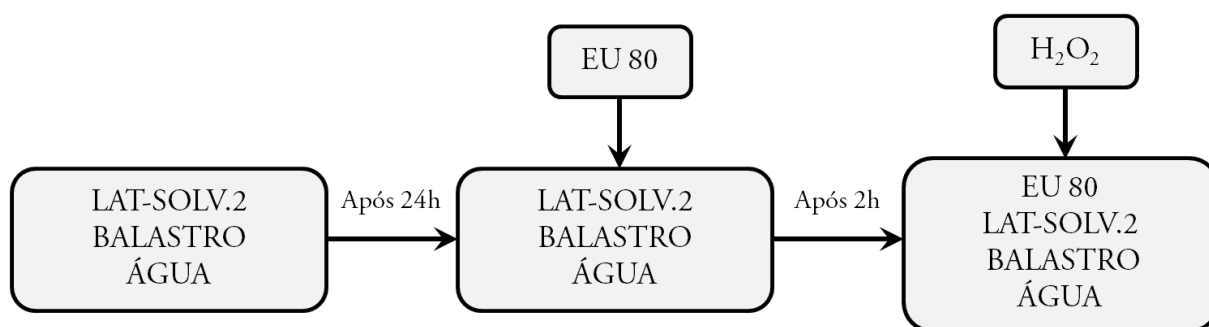 EU 80
H₂O₂
LAT-SOLV.2
BALASTRO
ÁGUA
Após 24h
LAT-SOLV.2
BALASTRO
ÁGUA
Após 2h
EU 80
LAT-SOLV.2
BALASTRO
ÁGUA